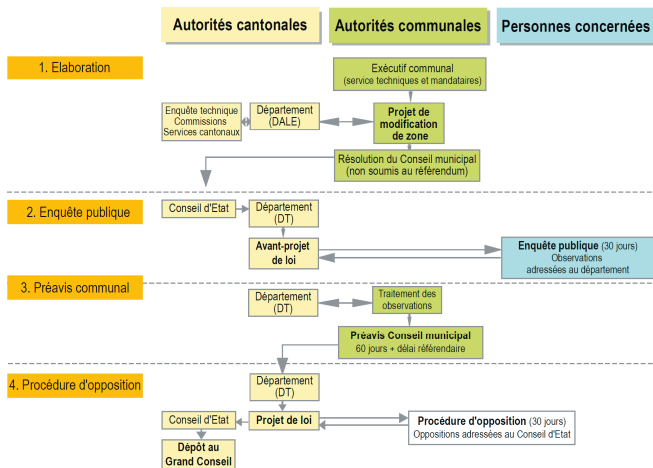 Autorités cantonales
Autorités communales
Personnes concernées
1. Elaboration
Exécutif communal
(service techniques et mandataires)
Enquête technique
Commissions
Services cantonaux
Département
(DALE)
Projet de
modification
de zone
Résolution du Conseil municipal
(non soumis au référendum)
2. Enquête publique
Conseil d'Etat
Département
(DT)
Avant-projet
de loi
Enquête publique (30 jours)
Observations
adressées au département
3. Préavis communal
Département
(DT)
Traitement des
observations
Préavis Conseil municipal
60 jours + délai référendaire
4. Procédure d'opposition
Département
(DT)
Conseil d'Etat
Projet de loi
Procédure d'opposition (30 jours)
Oppositions adressées au Conseil d'Etat
Dépôt au
Grand Conseil